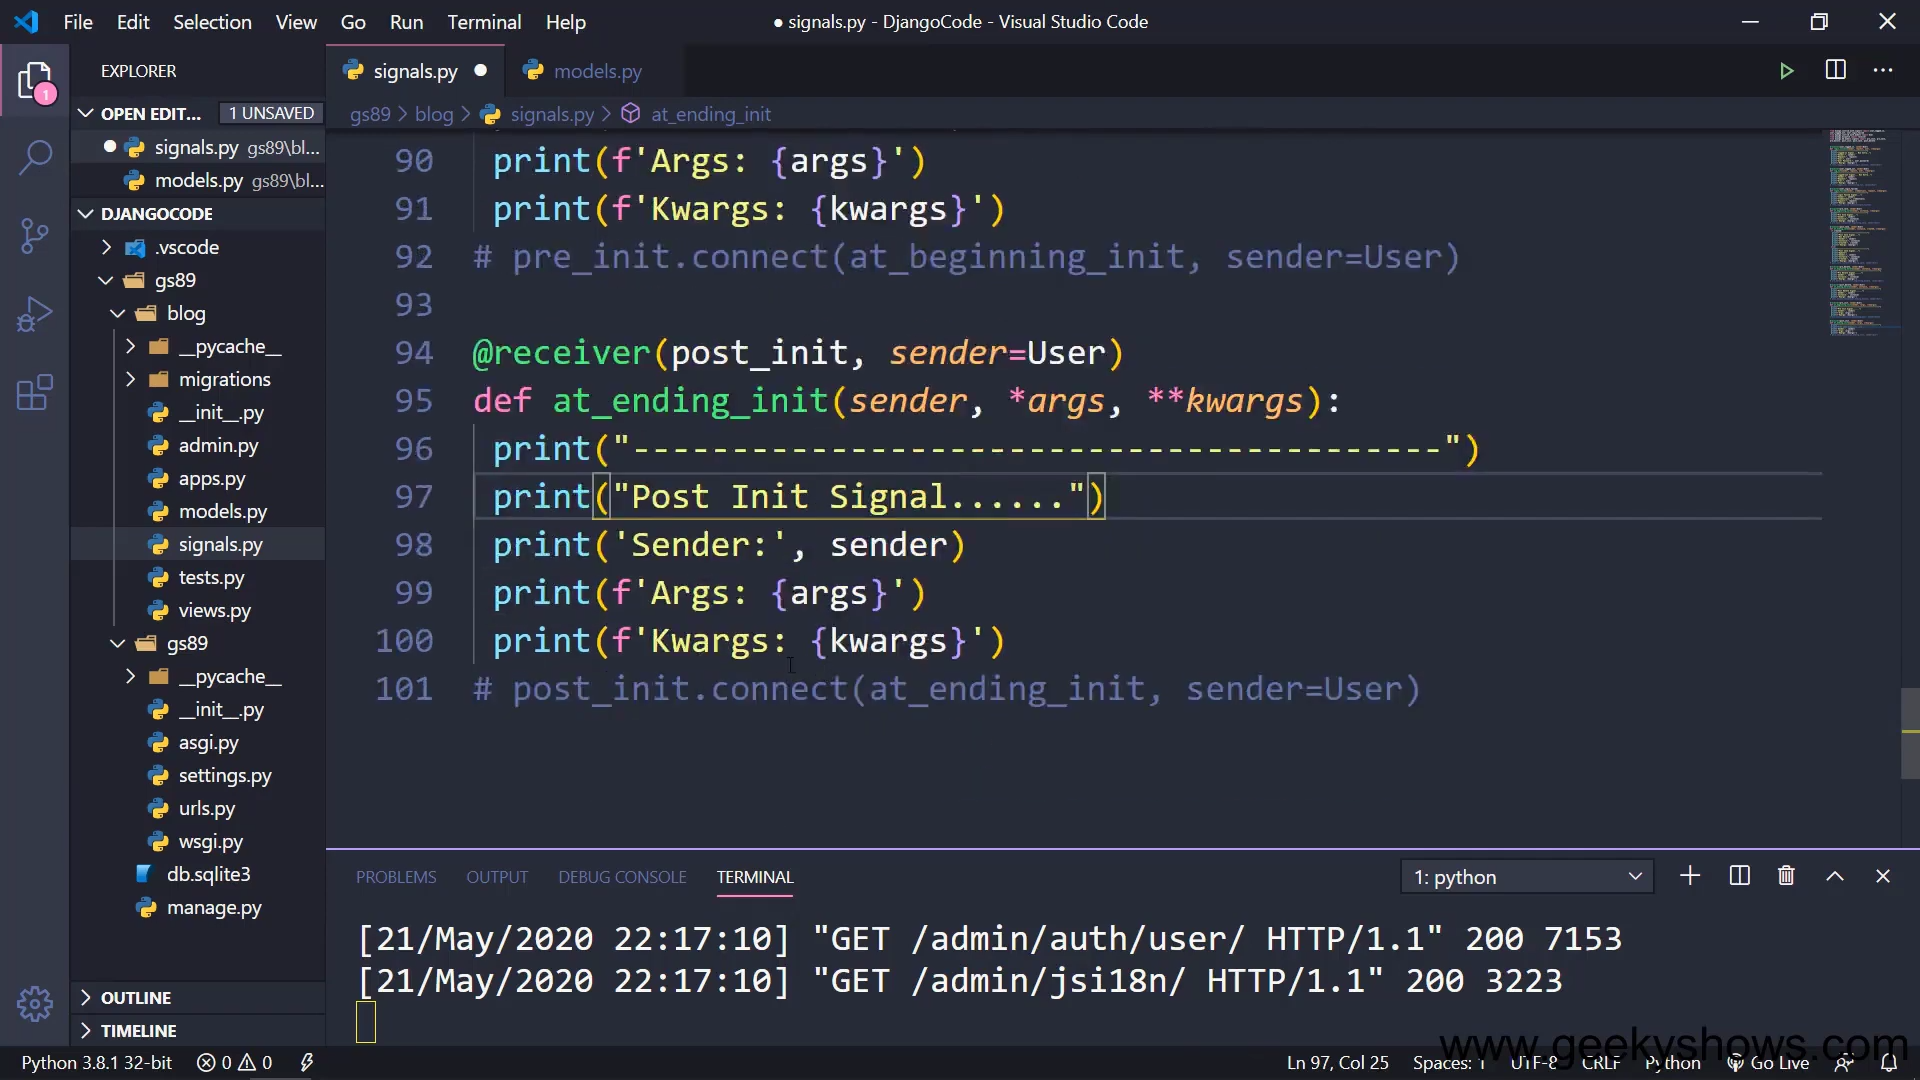 File Edit Selection View Go Run Terminal Help
● signals.py - DjangoCode - Visual Studio Code
EXPLORER
1
OPEN EDIT... 1 UNSAVED
signals.py gs89\bl...
models.py gs89\bl...
DJANGOCODE
.vscode
gs89
blog
__pycache__
migrations
__init__.py
admin.py
apps.py
models.py
signals.py
tests.py
views.py
gs89
__pycache__
__init__.py
asgi.py
settings.py
urls.py
wsgi.py
db.sqlite3
manage.py
OUTLINE
TIMELINE
signals.py ● models.py
gs89 > blog > signals.py > at_ending_init
90 print(f'Args: {args}')
91 print(f'Kwargs: {kwargs}')
92 # pre_init.connect(at_beginning_init, sender=User)
93
94 @receiver(post_init, sender=User)
95 def at_ending_init(sender, *args, **kwargs):
96 print("-----------------------------------------")
97 print("Post Init Signal......")
98 print('Sender:', sender)
99 print(f'Args: {args}')
100 print(f'Kwargs: {kwargs}')
101 # post_init.connect(at_ending_init, sender=User)
PROBLEMS OUTPUT DEBUG CONSOLE TERMINAL 1: python
[21/May/2020 22:17:10] "GET /admin/auth/user/ HTTP/1.1" 200 7153
[21/May/2020 22:17:10] "GET /admin/jsi18n/ HTTP/1.1" 200 3223
www.geekyshows.com
Python 3.8.1 32-bit 0 0 Ln 97, Col 25 Spaces: 1 UTF-8 CRLF Python Go Live